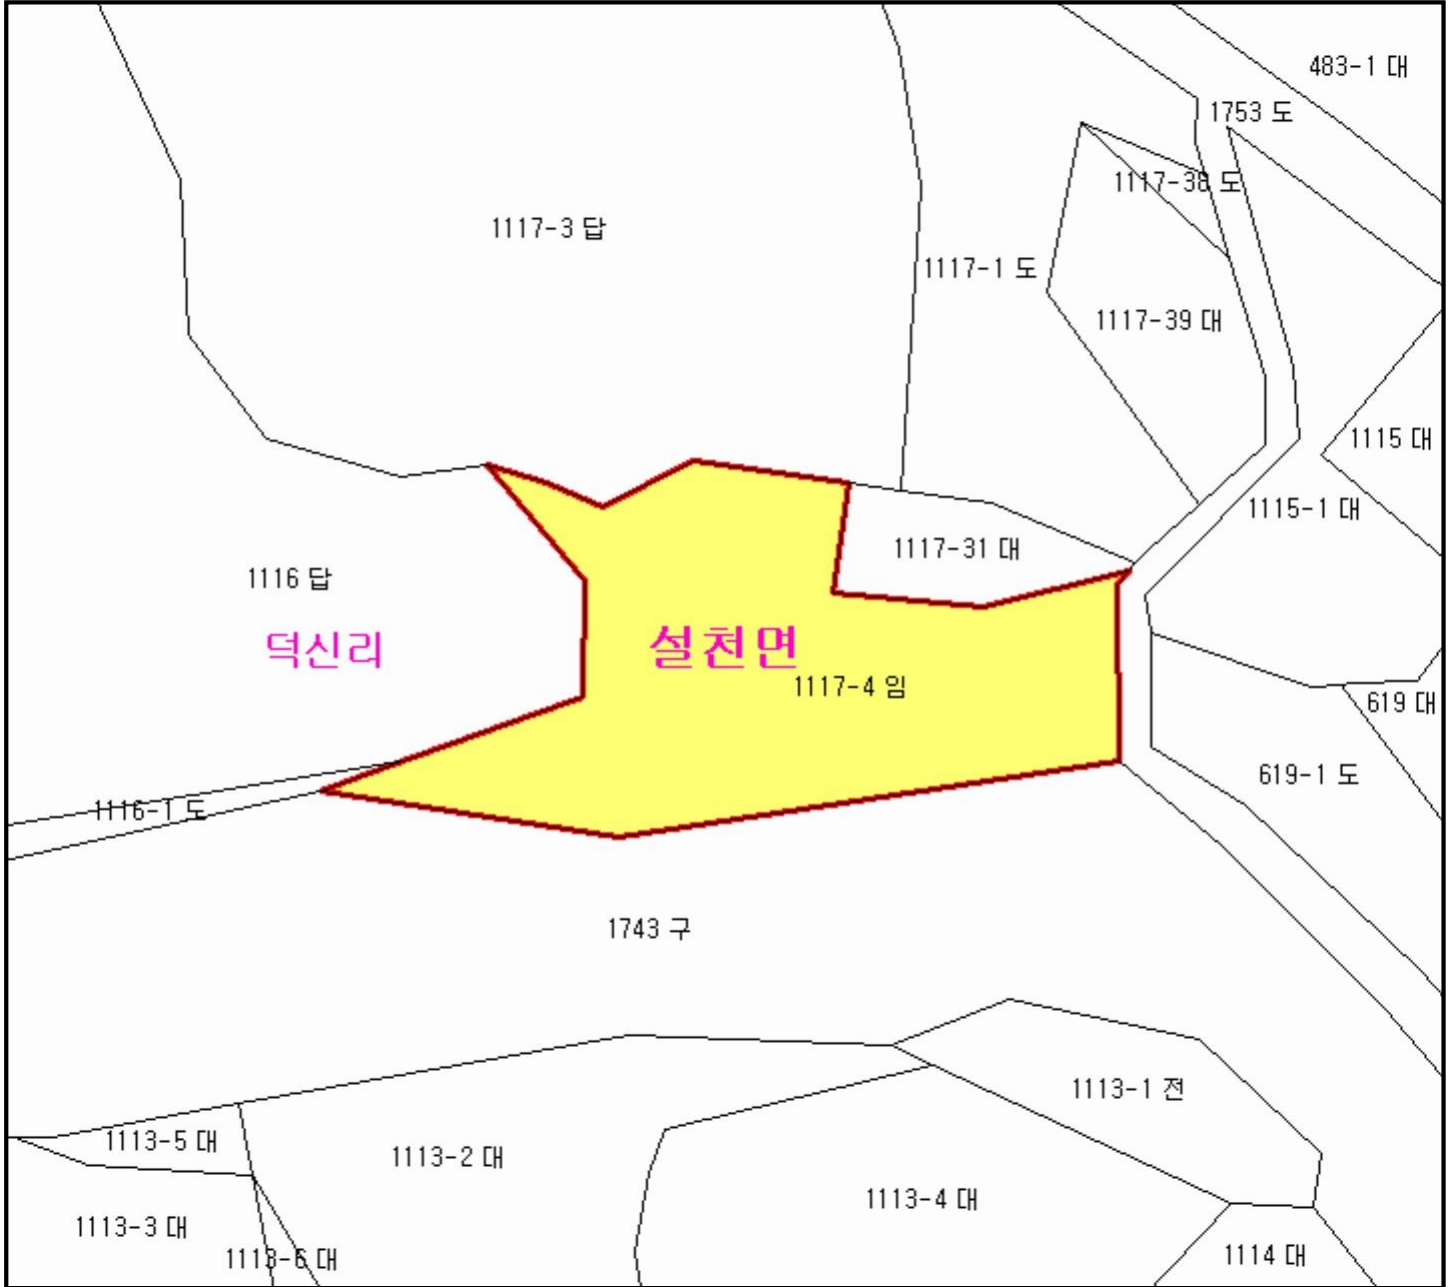 483-1 대
1753 도
1117-38 도
1117-3 답
1117-1 도
1117-39 대
1115 대
1115-1 대
1117-31 대
1116 답
덕신리
설천면
1117-4 임
619 대
619-1 도
1116-1 도
1743 구
1113-1 전
1113-5 대
1113-2 대
1113-4 대
1113-3 대
1113-6 대
1114 대